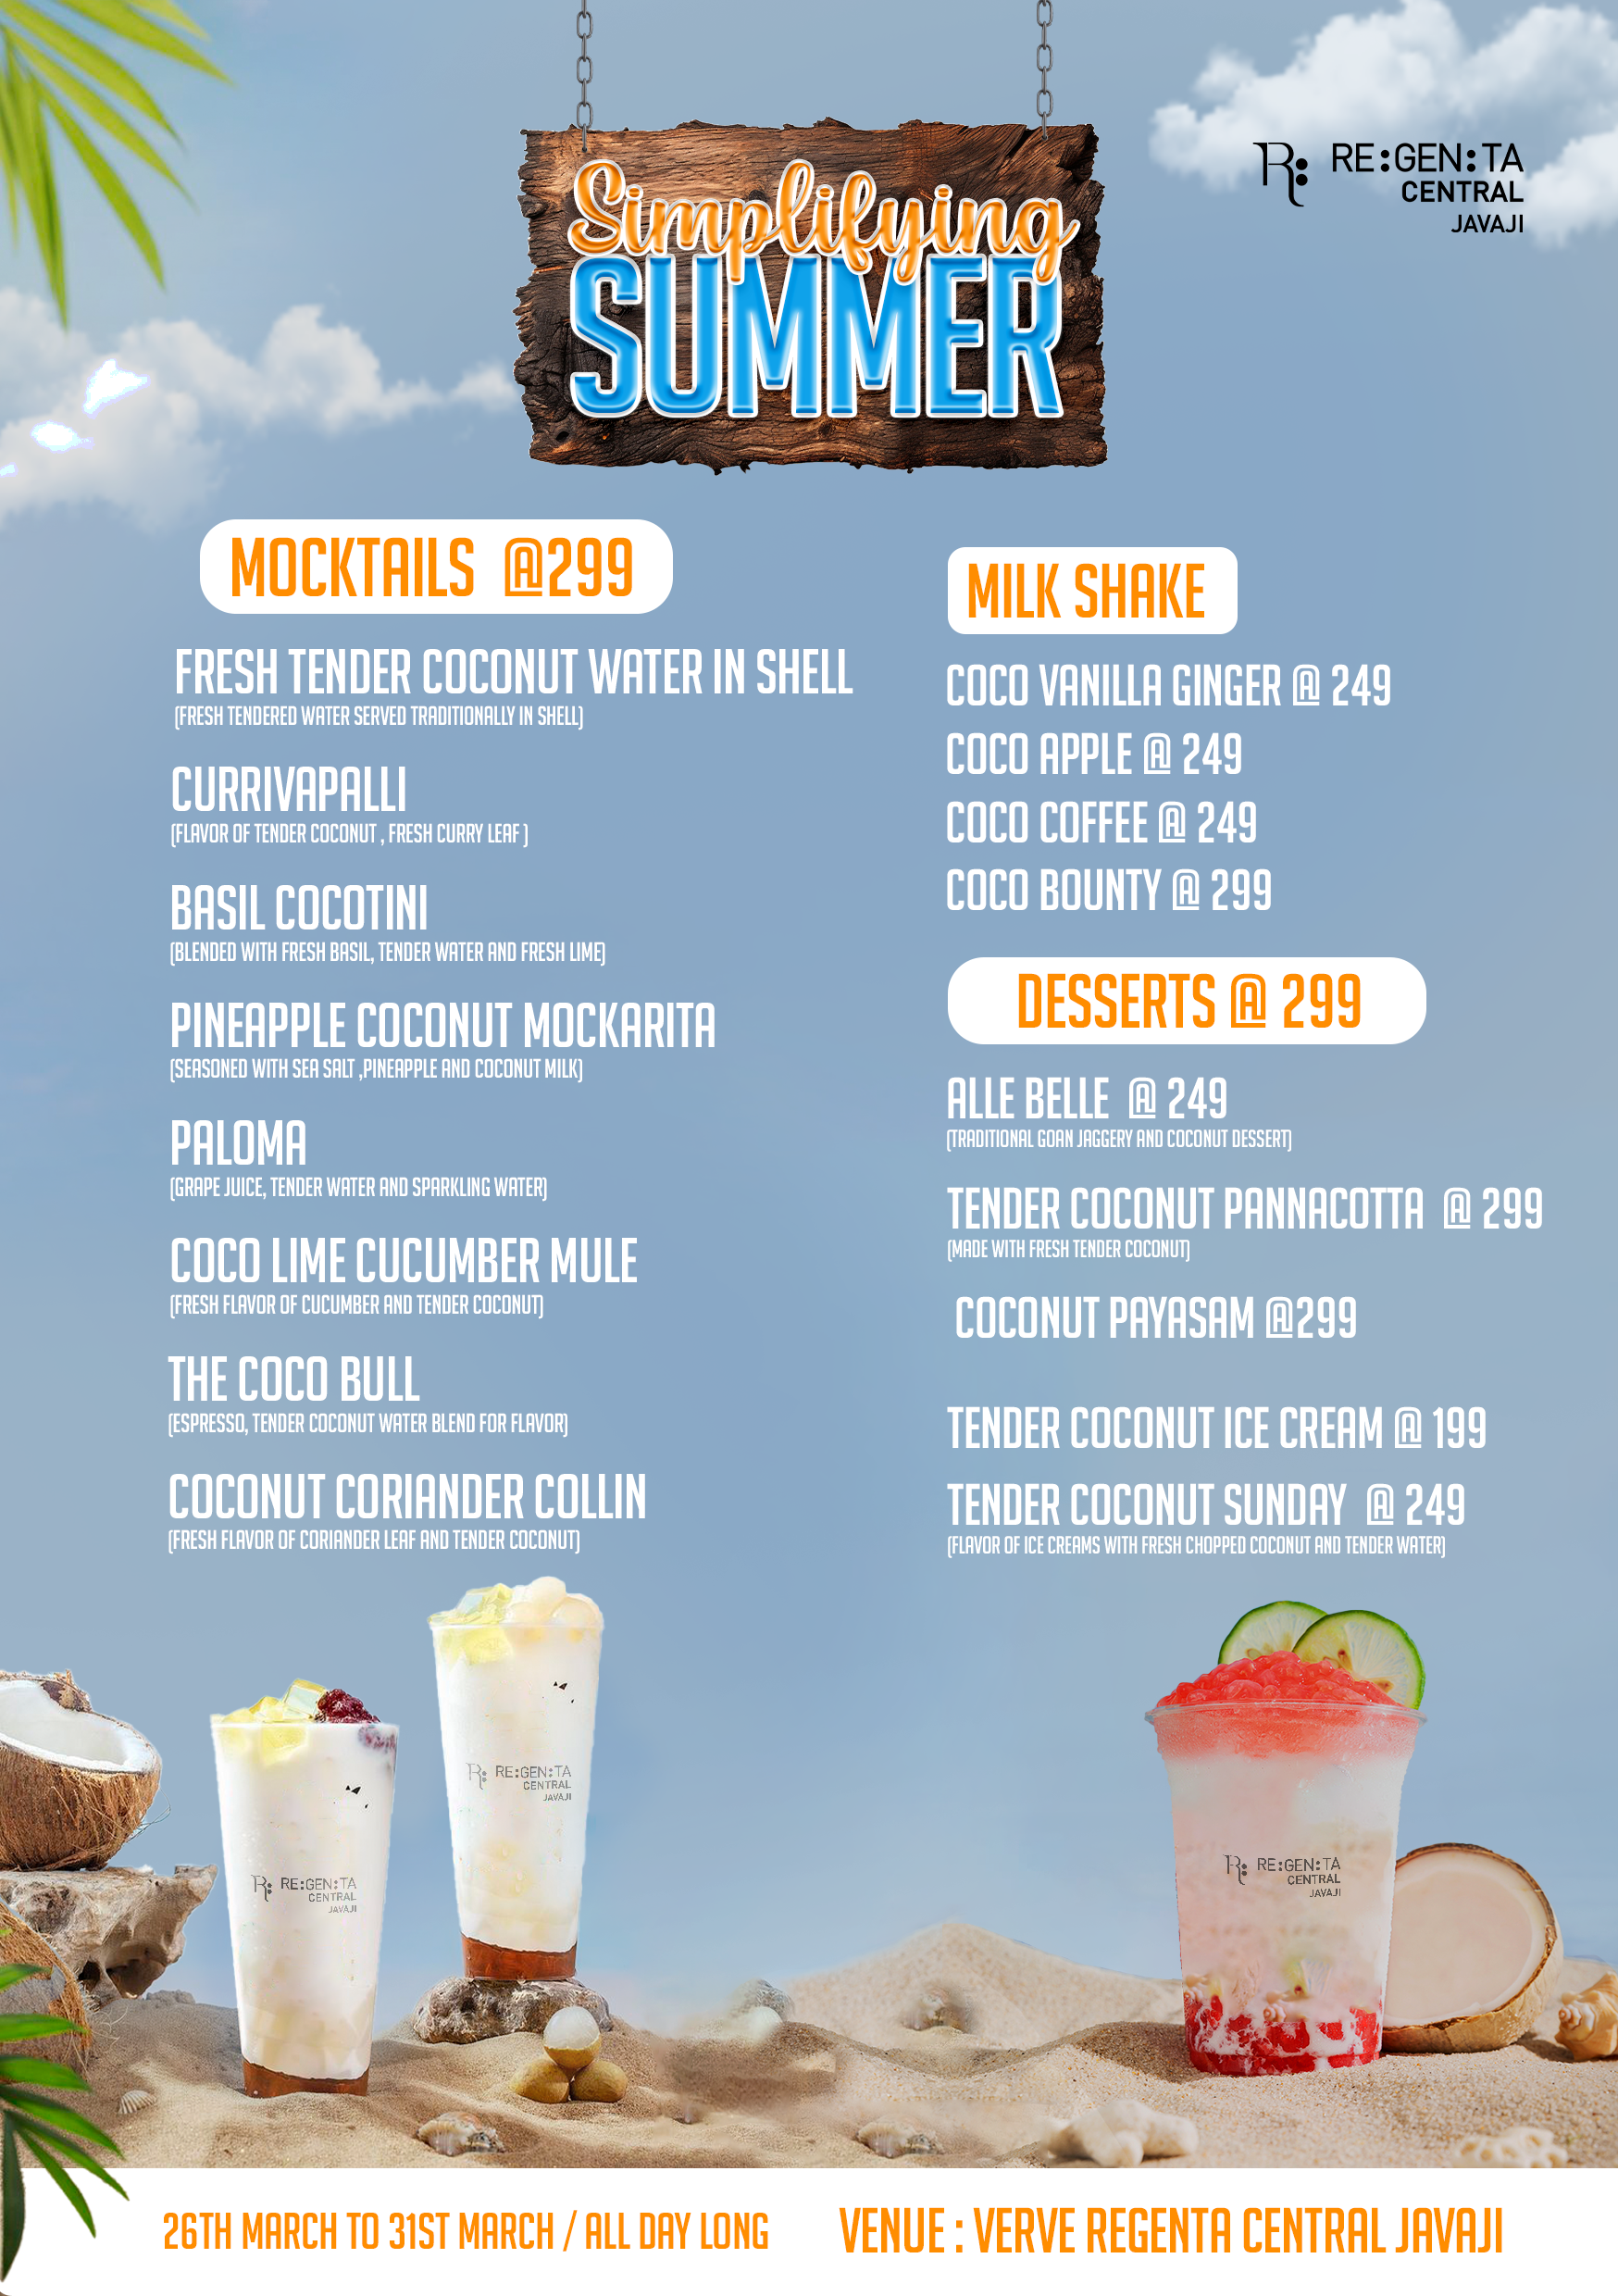 Simplifying
SUMMER
R: RE:GEN:TA
CENTRAL
JAVAJI
MOCKTAILS @299
FRESH TENDER COCONUT WATER IN SHELL
(FRESH TENDERED WATER SERVED TRADITIONALLY IN SHELL)
CURRIVAPALLI
(FLAVOR OF TENDER COCONUT , FRESH CURRY LEAF )
BASIL COCOTINI
(BLENDED WITH FRESH BASIL, TENDER WATER AND FRESH LIME)
PINEAPPLE COCONUT MOCKARITA
(SEASONED WITH SEA SALT ,PINEAPPLE AND COCONUT MILK)
PALOMA
(GRAPE JUICE, TENDER WATER AND SPARKLING WATER)
COCO LIME CUCUMBER MULE
(FRESH FLAVOR OF CUCUMBER AND TENDER COCONUT)
THE COCO BULL
(ESPRESSO, TENDER COCONUT WATER BLEND FOR FLAVOR)
COCONUT CORIANDER COLLIN
(FRESH FLAVOR OF CORIANDER LEAF AND TENDER COCONUT)
MILK SHAKE
COCO VANILLA GINGER @ 249
COCO APPLE @ 249
COCO COFFEE @ 249
COCO BOUNTY @ 299
DESSERTS @ 299
ALLE BELLE @ 249
(TRADITIONAL GOAN JAGGERY AND COCONUT DESSERT)
TENDER COCONUT PANNACOTTA @ 299
(MADE WITH FRESH TENDER COCONUT)
COCONUT PAYASAM @299
TENDER COCONUT ICE CREAM @ 199
TENDER COCONUT SUNDAY @ 249
(FLAVOR OF ICE CREAMS WITH FRESH CHOPPED COCONUT AND TENDER WATER)
R: RE:GEN:TA
CENTRAL
JAVAJI
R: RE:GEN:TA
CENTRAL
JAVAJI
R: RE:GEN:TA
CENTRAL
JAVAJI
26TH MARCH TO 31ST MARCH / ALL DAY LONG
VENUE : VERVE REGENTA CENTRAL JAVAJI